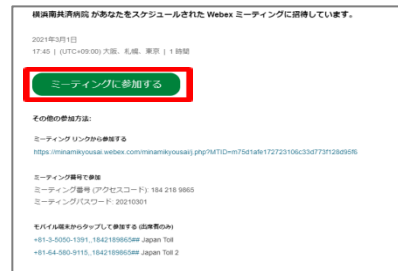 横浜南共済病院 があなたをスケジュールされた Webex ミーティングに招待しています。
2021年3月1日
17:45 | (UTC+09:00) 大阪、札幌、東京 | 1 時間
ミーティングに参加する
その他の参加方法:
ミーティング リンクから参加する
https://minamikyousai.webex.com/minamikyousai/j.php?MTID=m75d1afe172723106c33d773f128d95f6
ミーティング番号で参加
ミーティング番号 (アクセスコード): 184 218 9865
ミーティングパスワード: 20210301
モバイル端末からタップして参加する (出席者のみ)
+81-3-5050-1391,,1842189865## Japan Toll
+81-64-580-9115,,1842189865## Japan Toll 2